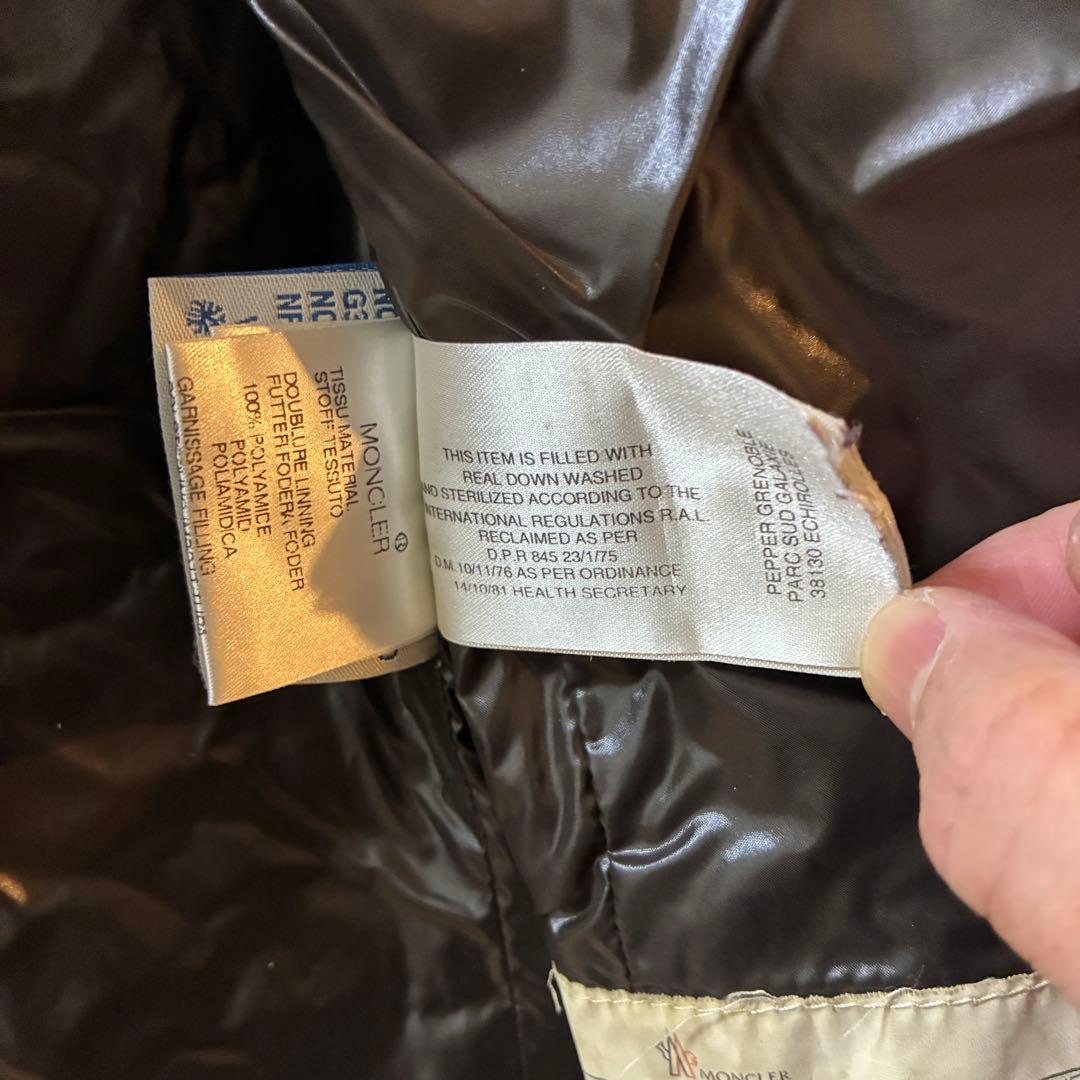 MONCLER®
TISSU MATERIAL
STOFF TESSUTO
DOUBLURE LINING
FUTTER FODERA FODER
100% POLYAMIDE
POLYAMID
POLIAMIDCA
GARNISSAGE FILLING
THIS ITEM IS FILLED WITH
REAL DOWN WASHED
AND STERILIZED ACCORDING TO THE
INTERNATIONAL REGULATIONS R.A.L.
RECLAIMED AS PER
D.P.R 845 23/1/75
D.M. 10/11/76 AS PER ORDINANCE
14/10/81 HEALTH SECRETARY
PEPPER GRENOBLE
PARC SUD GALAXIE
38130 ECHIROLLES
MONCLER